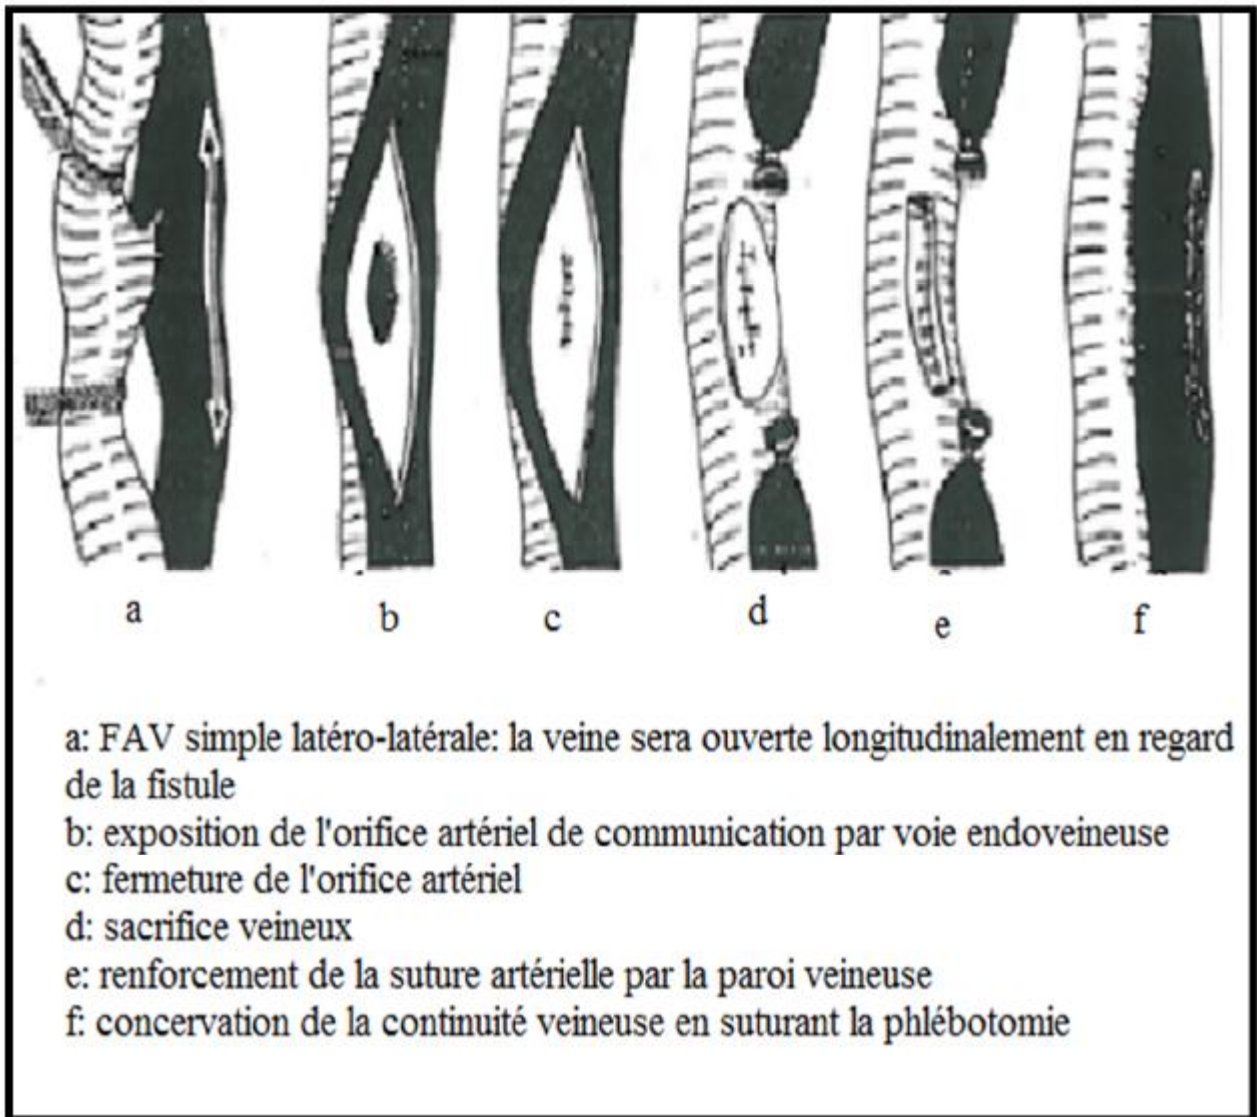 a
b
c
d
e
f
a: FAV simple latéro-latérale: la veine sera ouverte longitudinalement en regard
de la fistule
b: exposition de l'orifice artériel de communication par voie endoveineuse
c: fermeture de l'orifice artériel
d: sacrifice veineux
e: renforcement de la suture artérielle par la paroi veineuse
f: concervation de la continuité veineuse en suturant la phlébotomie